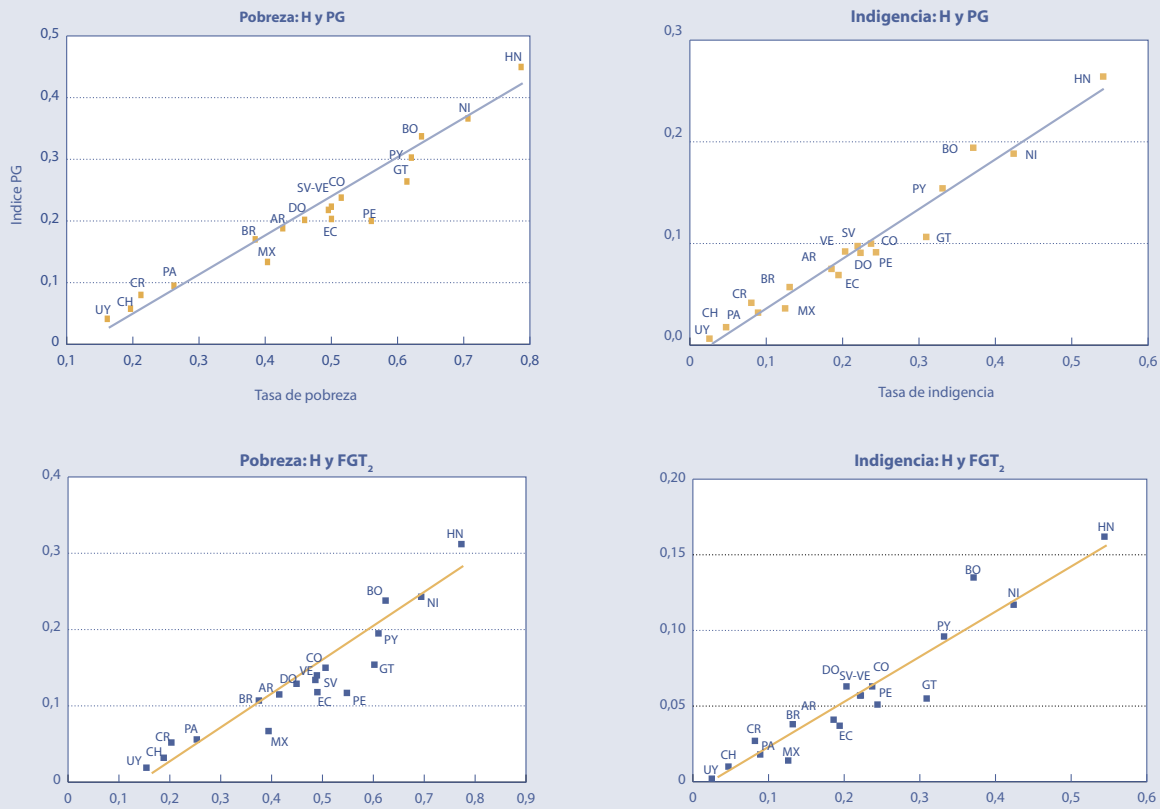 Pobreza: H y PG
0,5
0,4
0,3
0,2
0,1
0
Indice PG
HN
NI
BO
PY
GT
CO
SV-VE
PE
DO
EC
AR
BR
MX
PA
CR
CH
UY
0,1 0,2 0,3 0,4 0,5 0,6 0,7 0,8
Tasa de pobreza
Indigencia: H y PG
0,3
0,2
0,1
0,0
HN
BO
NI
PY
GT
SV
VE
CO
AR
DO
PE
EC
BR
CR
MX
CH
PA
UY
0 0,1 0,2 0,3 0,4 0,5 0,6
Tasa de indigencia
Pobreza: H y FGT2
0,4
0,3
0,2
0,1
0
HN
BO
NI
PY
GT
CO
VE
DO
SV
AR
EC
PE
BR
MX
PA
CR
CH
UY
0 0,1 0,2 0,3 0,4 0,5 0,6 0,7 0,8 0,9
Indigencia: H y FGT2
0,20
0,15
0,10
0,05
0
HN
BO
NI
PY
DO
SV-VE
CO
PE
GT
AR
BR
EC
CR
PA
MX
CH
UY
0 0,1 0,2 0,3 0,4 0,5 0,6